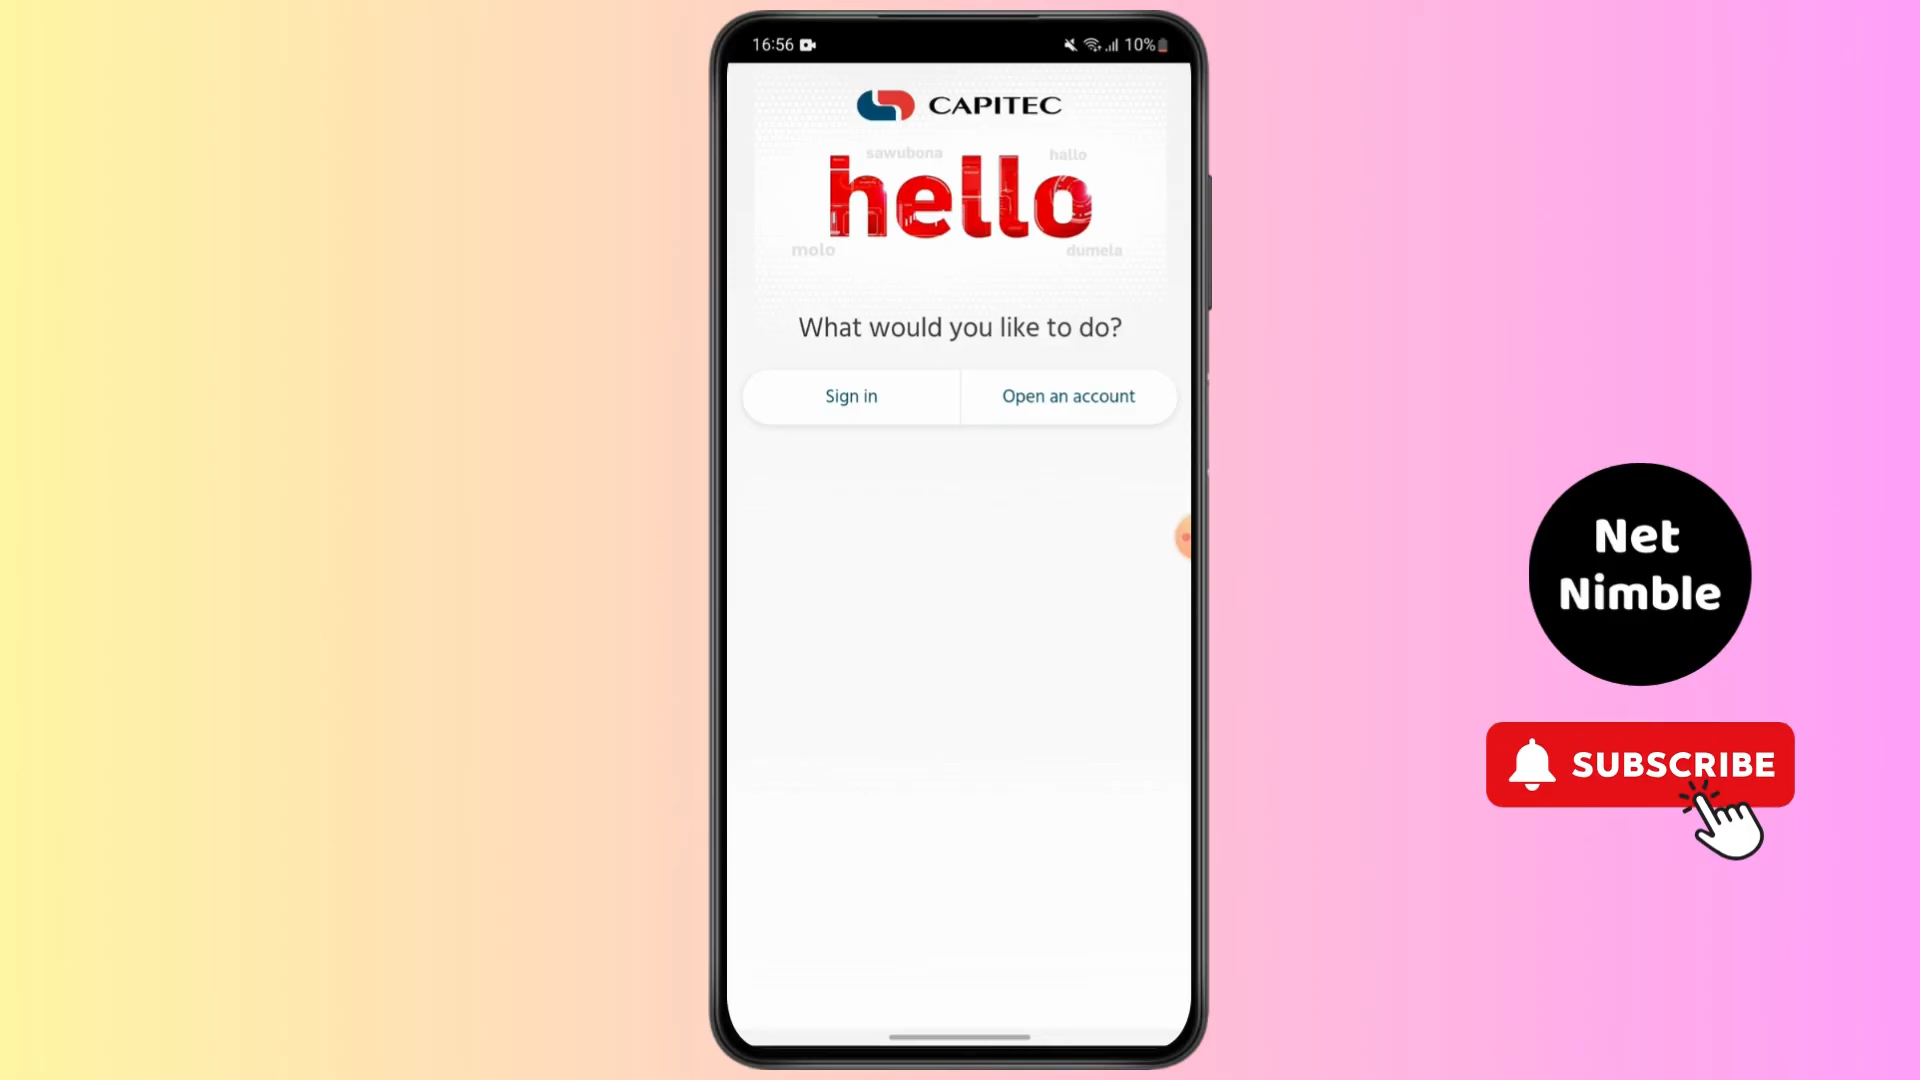 16:56
10%
CAPITEC
sawubona
hallo
hello
molo
dumela
What would you like to do?
Sign in
Open an account
Net
Nimble
SUBSCRIBE